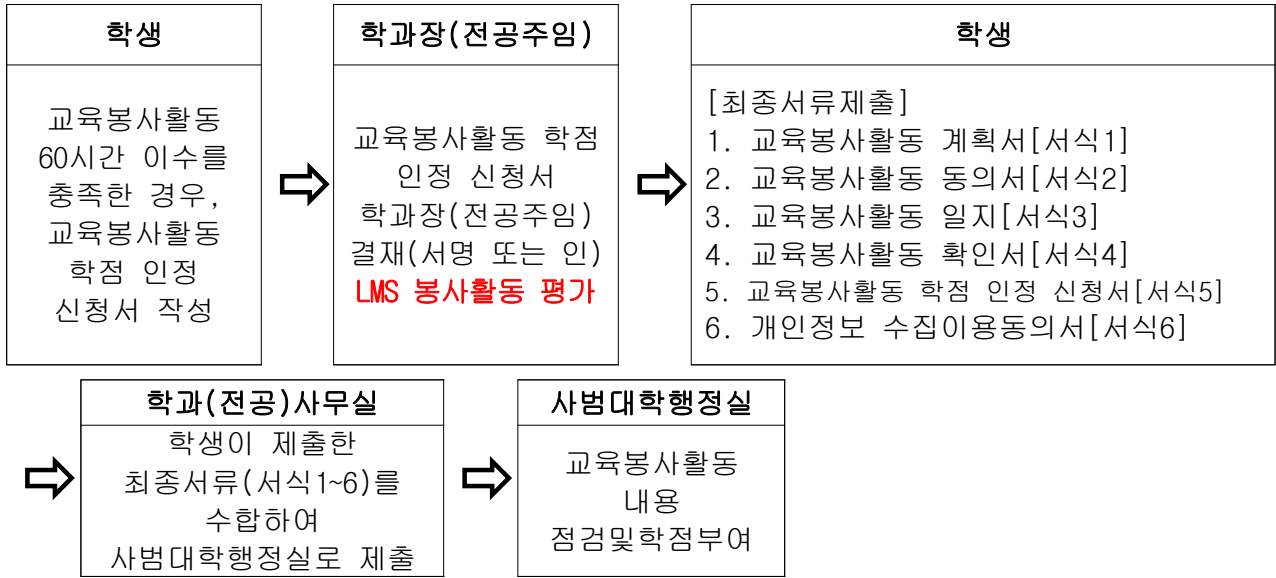 학생
교육봉사활동
60시간 이수를
충족한 경우,
교육봉사활동
학점 인정
신청서 작성
학과장(전공주임)
교육봉사활동 학점
인정 신청서
학과장(전공주임)
결재(서명 또는 인)
LMS 봉사활동 평가
학생
[최종서류제출]
1. 교육봉사활동 계획서[서식1]
2. 교육봉사활동 동의서[서식2]
3. 교육봉사활동 일지[서식3]
4. 교육봉사활동 확인서[서식4]
5. 교육봉사활동 학점 인정 신청서[서식5]
6. 개인정보 수집이용동의서[서식6]
학과(전공)사무실
학생이 제출한
최종서류(서식1~6)를
수합하여
사범대학행정실로 제출
사범대학행정실
교육봉사활동
내용
점검및학점부여